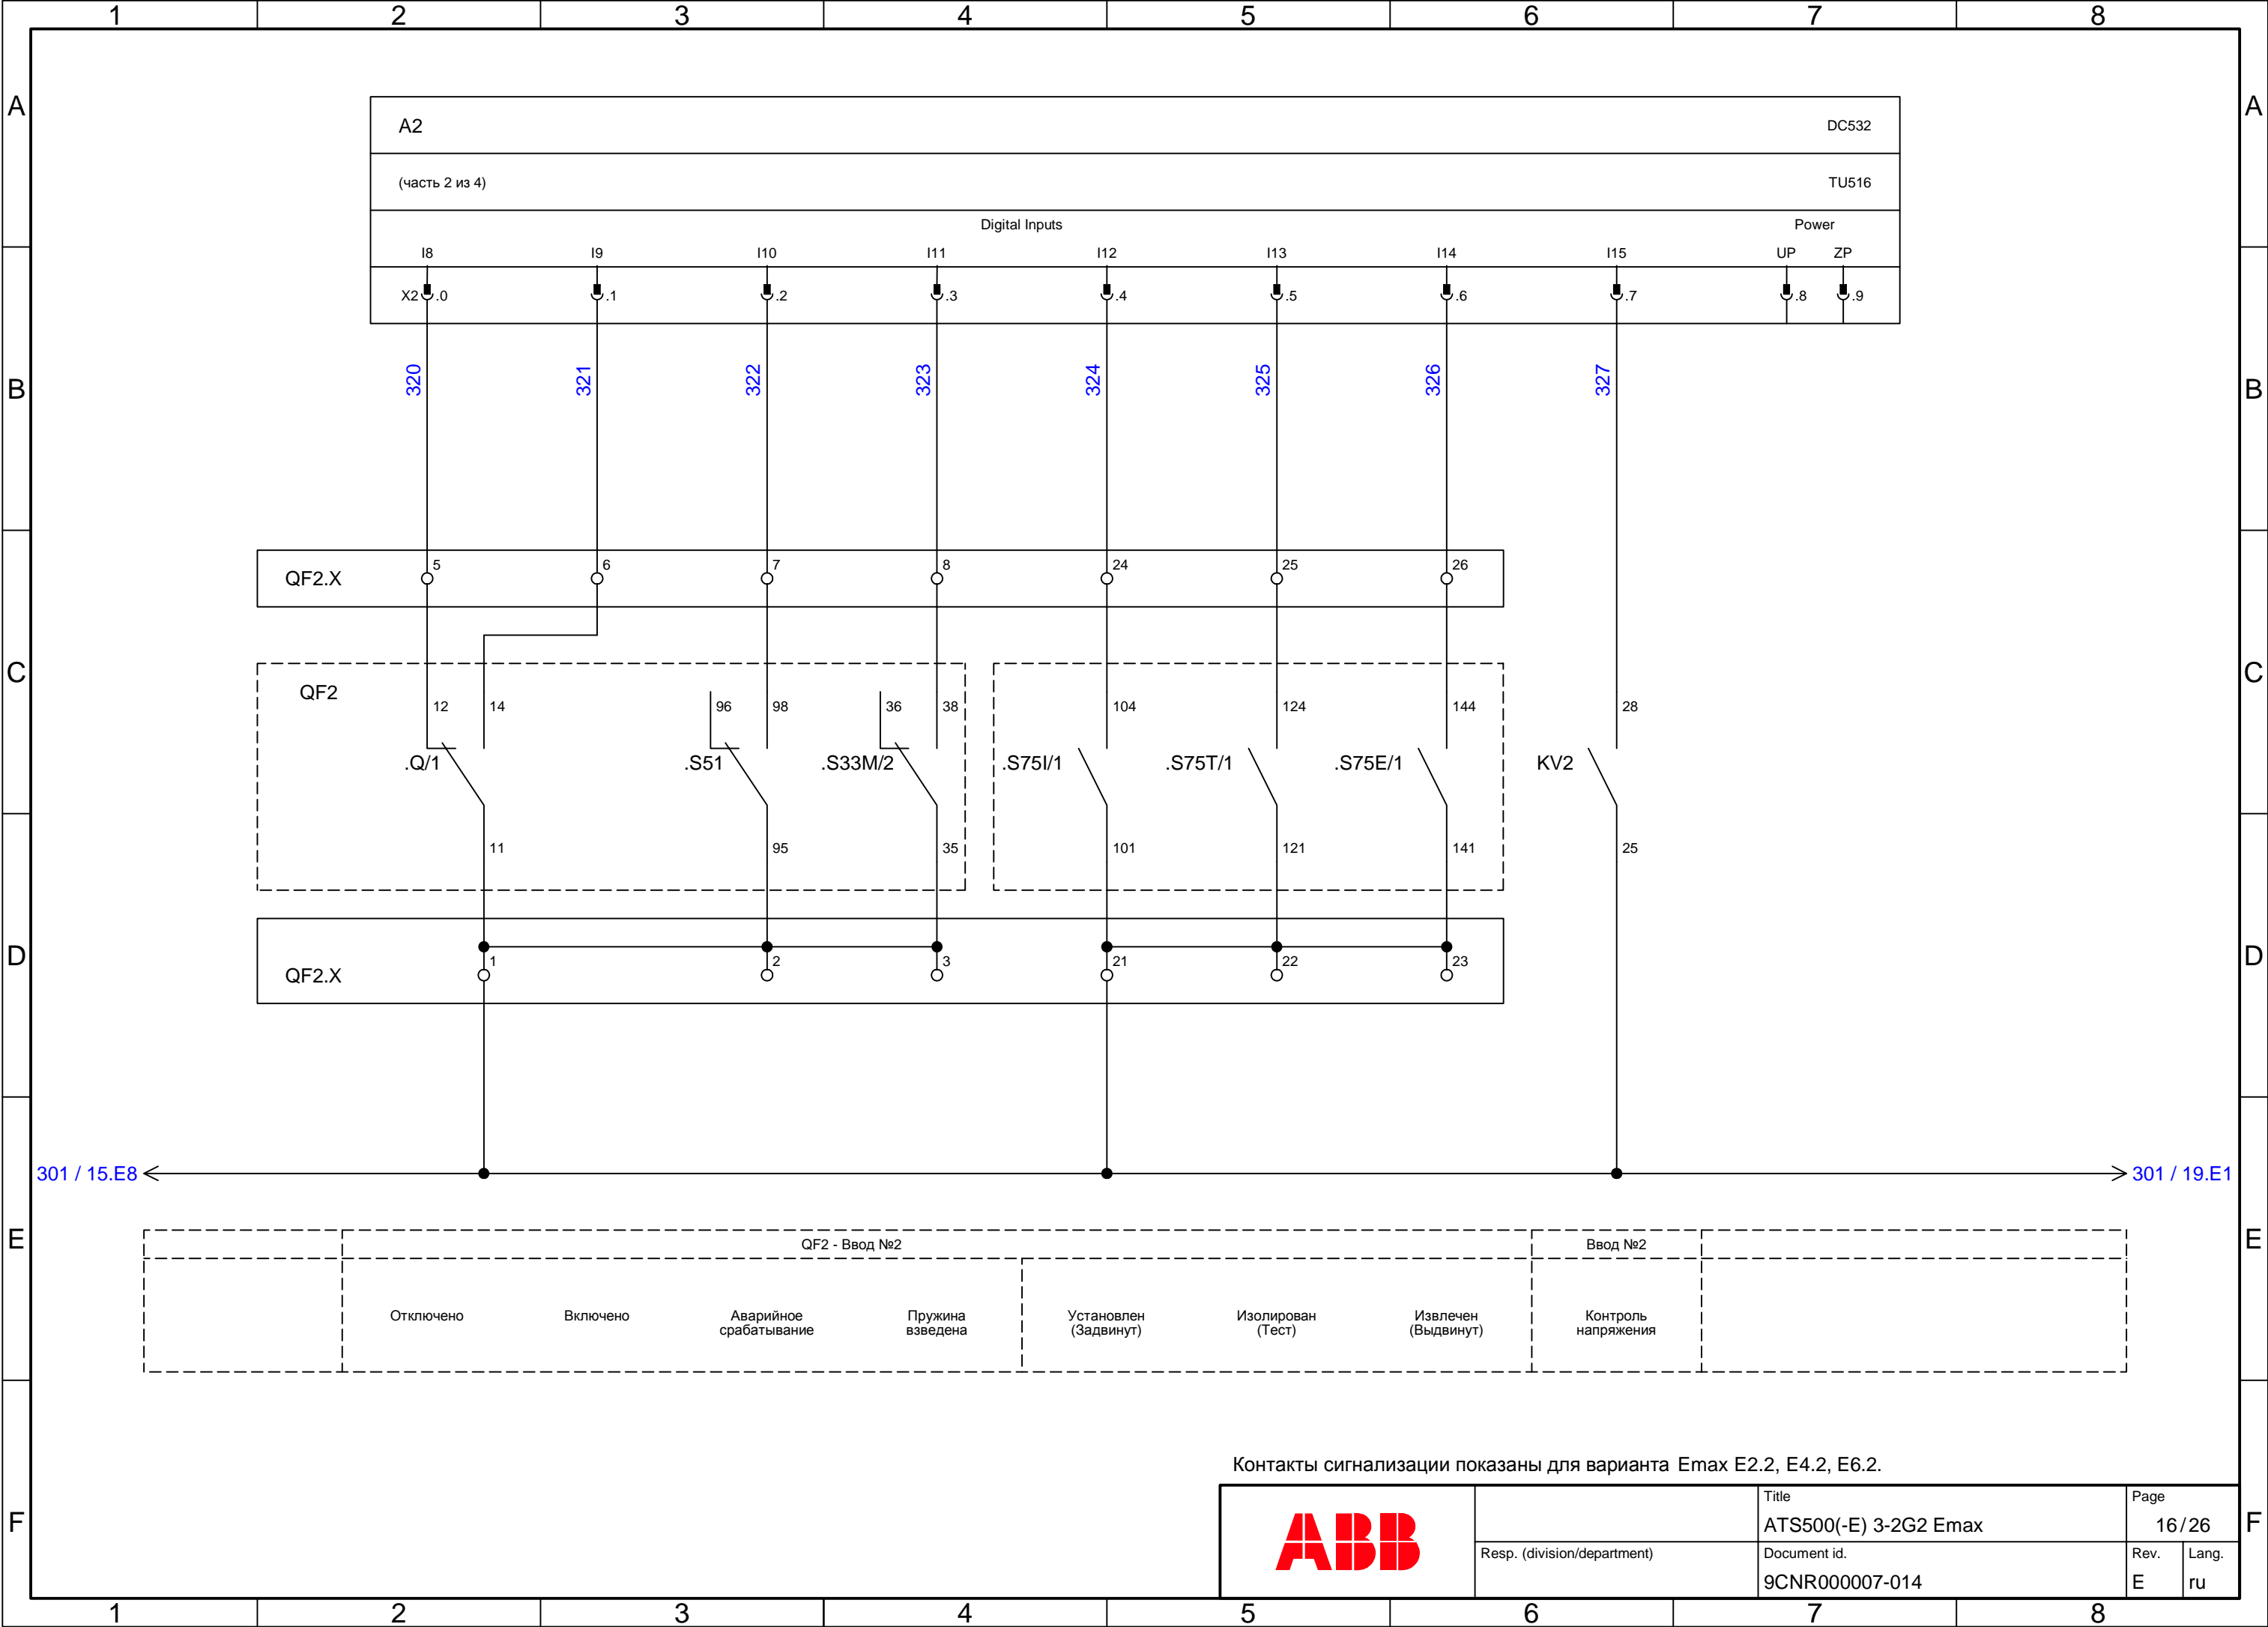 1 2 3 4 5 6 7 8
A A
A2 DC532
(часть 2 из 4) TU516
Digital Inputs Power
I8 I9 I10 I11 I12 I13 I14 I15 UP ZP
X2 .0 .1 .2 .3 .4 .5 .6 .7 .8 .9
320 321 322 323 324 325 326 327
B B
QF2.X 5 6 7 8 24 25 26
C C
QF2 12 14 96 98 36 38 104 124 144 28
.Q/1 .S51 .S33M/2 .S75I/1 .S75T/1 .S75E/1 KV2
11 95 35 101 121 141 25
D D
QF2.X 1 2 3 21 22 23
301 / 15.E8 301 / 19.E1
E E
QF2 - Ввод №2 Ввод №2
Отключено Включено Аварийное Пружина Установлен Изолирован Извлечен Контроль
срабатывание взведена (Задвинут) (Тест) (Выдвинут) напряжения
Контакты сигнализации показаны для варианта Emax E2.2, E4.2, E6.2.
F F
ABB
Title Page
ATS500(-E) 3-2G2 Emax 16/26
Resp. (division/department) Document id. Rev. Lang.
9CNR000007-014 E ru
1 2 3 4 5 6 7 8